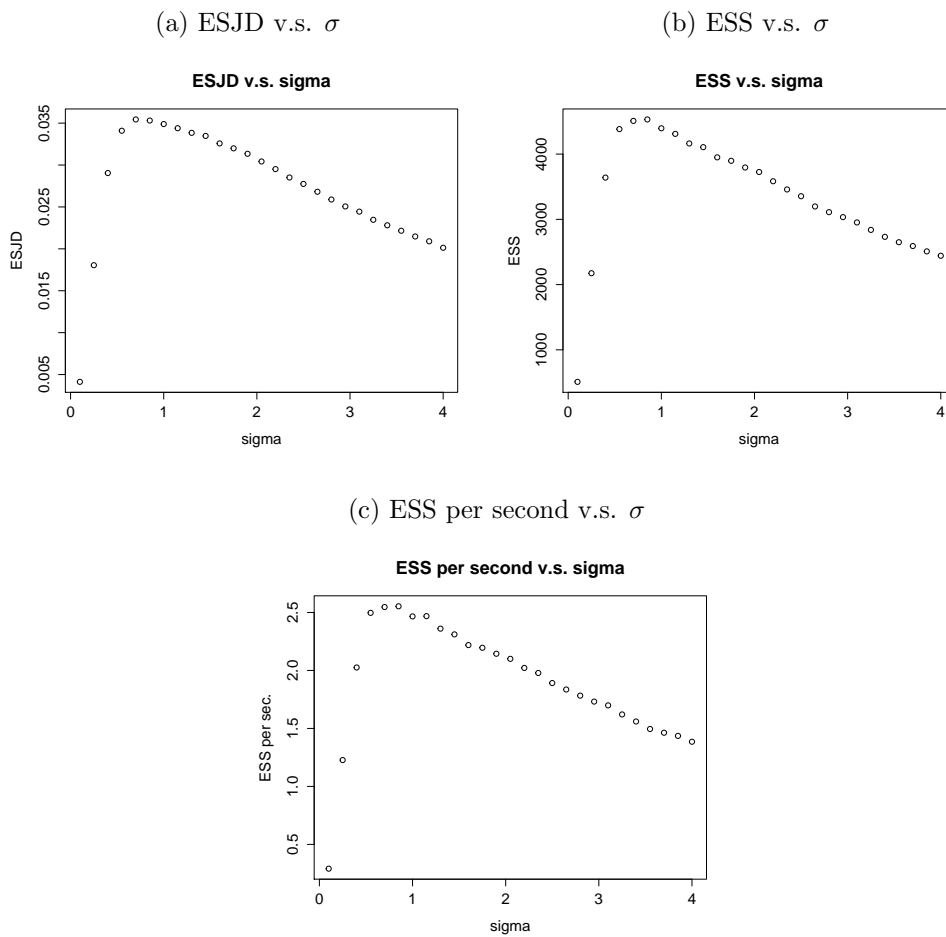 (a) ESJD v.s. σ
ESJD v.s. sigma
ESJD
0.035
0.025
0.015
0.005
0 1 2 3 4
sigma
(b) ESS v.s. σ
ESS v.s. sigma
ESS
4000
3000
2000
1000
0 1 2 3 4
sigma
(c) ESS per second v.s. σ
ESS per second v.s. sigma
ESS per sec.
2.5
2.0
1.5
1.0
0.5
0 1 2 3 4
sigma